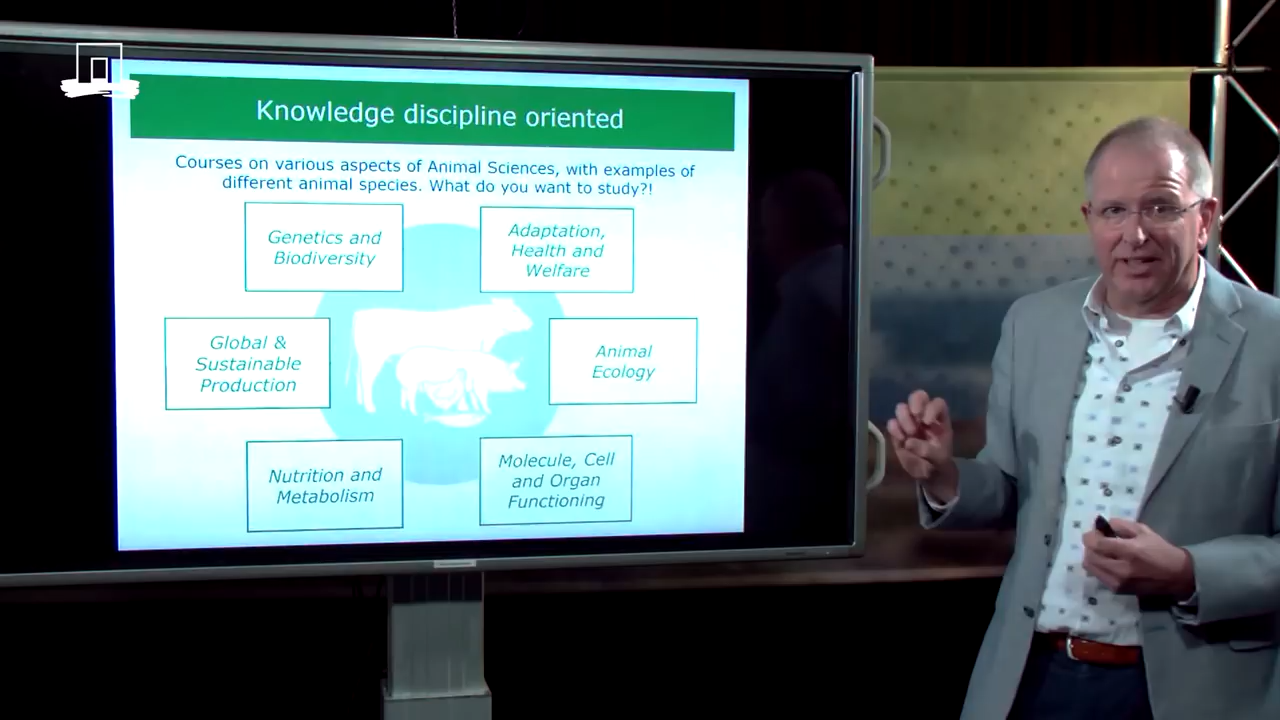 Knowledge discipline oriented
Courses on various aspects of Animal Sciences, with examples of
different animal species. What do you want to study?!
Genetics and
Biodiversity
Adaptation,
Health and
Welfare
Global &
Sustainable
Production
Animal
Ecology
Nutrition and
Metabolism
Molecule, Cell
and Organ
Functioning